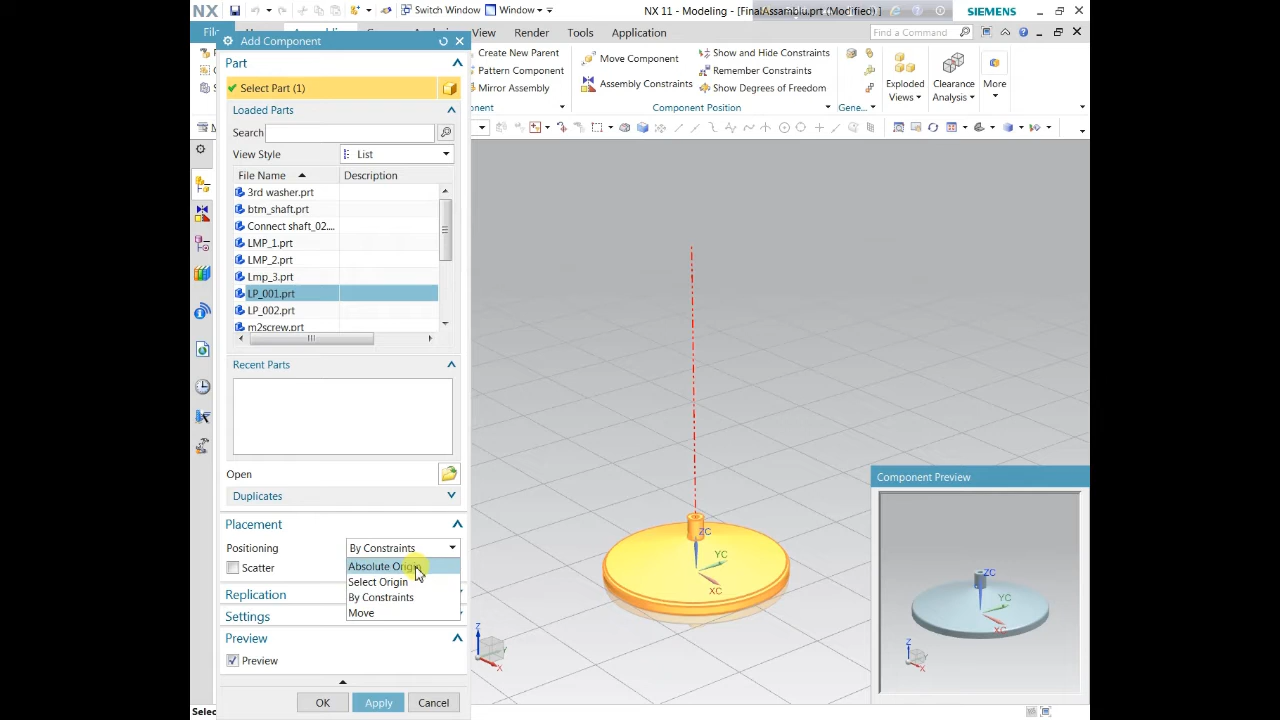 NX
Switch Window
Window
NX 11 - Modeling - [FinalAssembly.prt (Modified) ]
SIEMENS
View
Render
Tools
Application
Find a Command
Add Component
Part
Select Part (1)
Loaded Parts
Search
View Style
List
File Name
Description
3rd washer.prt
btm_shaft.prt
Connect shaft_02....
LMP_1.prt
LMP_2.prt
Lmp_3.prt
LP_001.prt
LP_002.prt
m2screw.prt
Recent Parts
Open
Duplicates
Placement
Positioning
By Constraints
Scatter
Absolute Origin
Select Origin
By Constraints
Move
Replication
Settings
Preview
Preview
OK
Apply
Cancel
Create New Parent
Pattern Component
Mirror Assembly
Move Component
Assembly Constraints
Show and Hide Constraints
Remember Constraints
Show Degrees of Freedom
Component Position
Gene...
Exploded
Views
Clearance
Analysis
More
ZC
YC
XC
Z
Y
X
Component Preview
ZC
YC
XC
Z
X